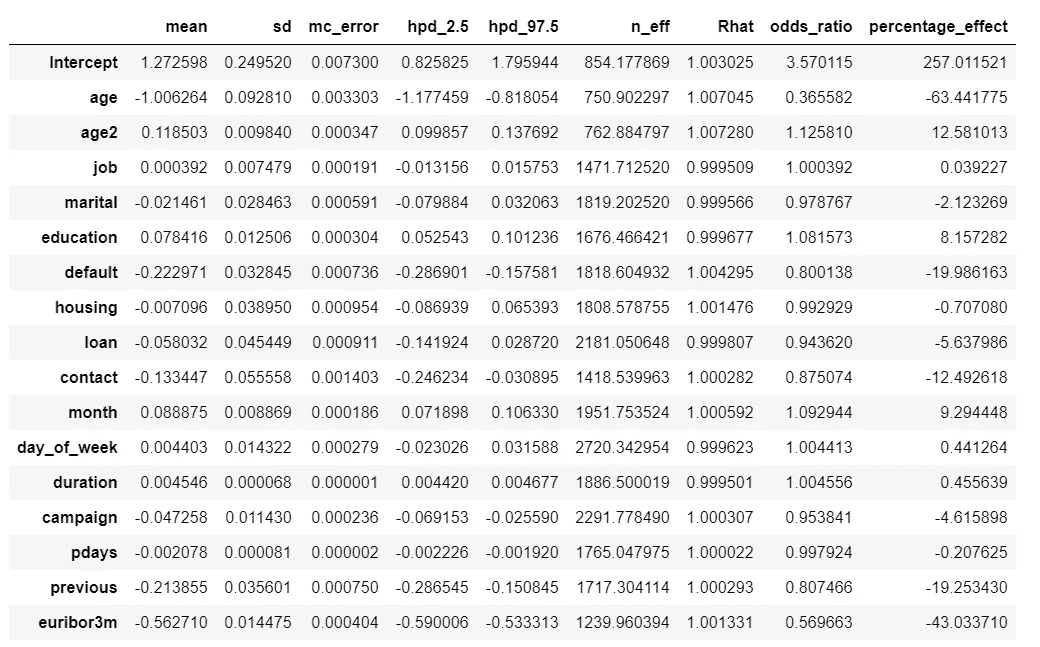 mean sd mc_error hpd_2.5 hpd_97.5 n_eff Rhat odds_ratio percentage_effect
Intercept 1.272598 0.249520 0.007300 0.825825 1.795944 854.177869 1.003025 3.570115 257.011521
age -1.006264 0.092810 0.003303 -1.177459 -0.818054 750.902297 1.007045 0.365582 -63.441775
age2 0.118503 0.009840 0.000347 0.099857 0.137692 762.884797 1.007280 1.125810 12.581013
job 0.000392 0.007479 0.000191 -0.013156 0.015753 1471.712520 0.999509 1.000392 0.039227
marital -0.021461 0.028463 0.000591 -0.079884 0.032063 1819.202520 0.999566 0.978767 -2.123269
education 0.078416 0.012506 0.000304 0.052543 0.101236 1676.466421 0.999677 1.081573 8.157282
default -0.222971 0.032845 0.000736 -0.286901 -0.157581 1818.604932 1.004295 0.800138 -19.986163
housing -0.007096 0.038950 0.000954 -0.086939 0.065393 1808.578755 1.001476 0.992929 -0.707080
loan -0.058032 0.045449 0.000911 -0.141924 0.028720 2181.050648 0.999807 0.943620 -5.637986
contact -0.133447 0.055558 0.001403 -0.246234 -0.030895 1418.539963 1.000282 0.875074 -12.492618
month 0.088875 0.008869 0.000186 0.071898 0.106330 1951.753524 1.000592 1.092944 9.294448
day_of_week 0.004403 0.014322 0.000279 -0.023026 0.031588 2720.342954 0.999623 1.004413 0.441264
duration 0.004546 0.000068 0.000001 0.004420 0.004677 1886.500019 0.999501 1.004556 0.455639
campaign -0.047258 0.011430 0.000236 -0.069153 -0.025590 2291.778490 1.000307 0.953841 -4.615898
pdays -0.002078 0.000081 0.000002 -0.002226 -0.001920 1765.047975 1.000022 0.997924 -0.207625
previous -0.213855 0.035601 0.000750 -0.286545 -0.150845 1717.304114 1.000293 0.807466 -19.253430
euribor3m -0.562710 0.014475 0.000404 -0.590006 -0.533313 1239.960394 1.001331 0.569663 -43.033710